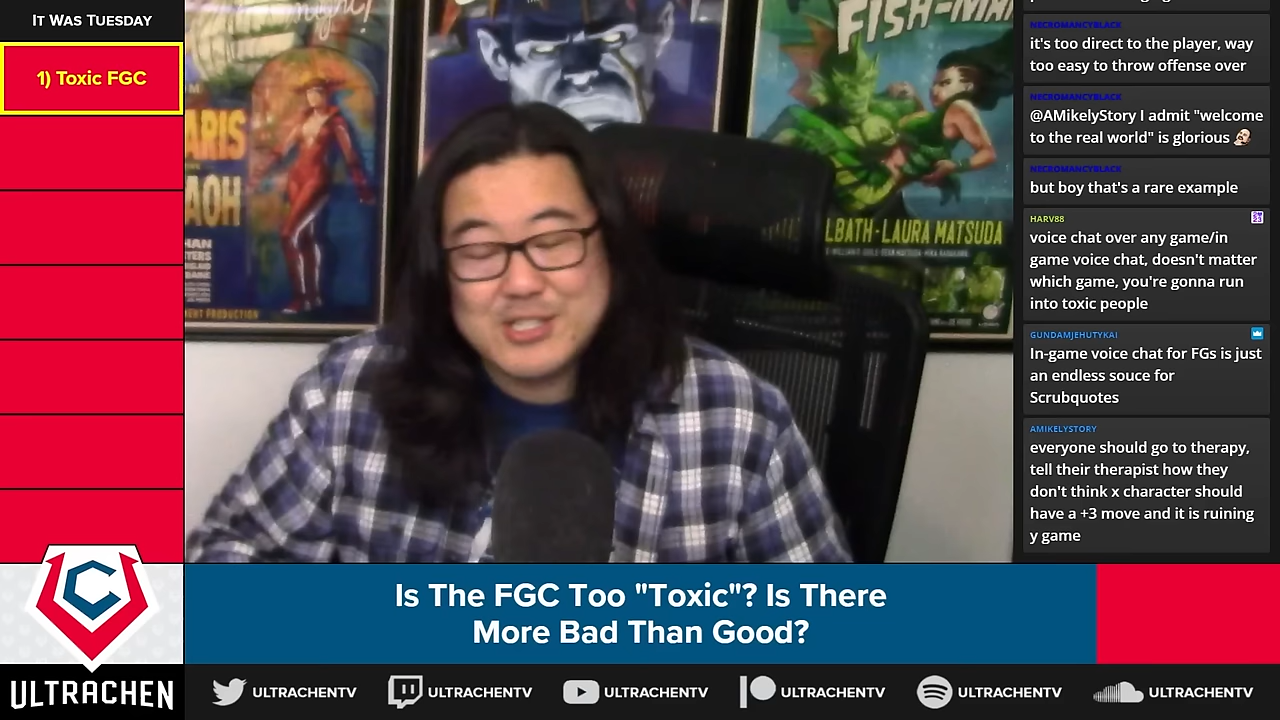 IT WAS TUESDAY
1) Toxic FGC
ARIS
AOH
HAN
ENT PRODUCTION
FISH-MAN
LBATH · LAURA MATSUDA
NECROMANCYBLACK
it's too direct to the player, way
too easy to throw offense over
NECROMANCYBLACK
@AMikelyStory I admit "welcome
to the real world" is glorious
NECROMANCYBLACK
but boy that's a rare example
HARV88
voice chat over any game/in
game voice chat, doesn't matter
which game, you're gonna run
into toxic people
GUNDAMJEHUTYKAI
In-game voice chat for FGs is just
an endless souce for
Scrubquotes
AMIKELYSTORY
everyone should go to therapy,
tell their therapist how they
don't think x character should
have a +3 move and it is ruining
y game
Is The FGC Too "Toxic"? Is There
More Bad Than Good?
ULTRACHEN
ULTRACHENTV
ULTRACHENTV
ULTRACHENTV
ULTRACHENTV
ULTRACHENTV
ULTRACHENTV